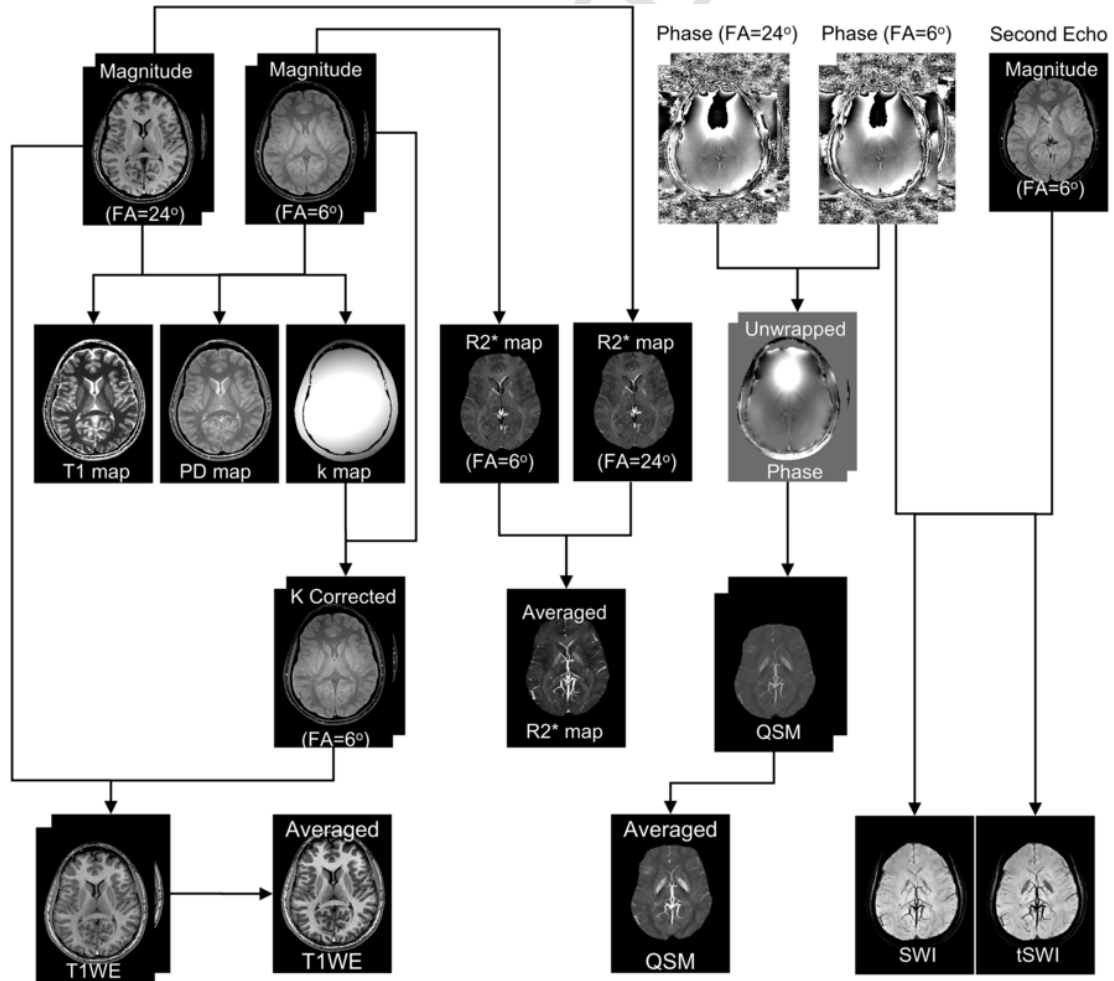 Phase (FA=24°)
Phase (FA=6°)
Second Echo
Magnitude
(FA=24°)
Magnitude
(FA=6°)
Magnitude
(FA=6°)
T1 map
PD map
k map
R2* map
(FA=6°)
R2* map
(FA=24°)
Unwrapped
Phase
K Corrected
(FA=6°)
Averaged
R2* map
QSM
T1WE
Averaged
T1WE
Averaged
QSM
SWI
tSWI